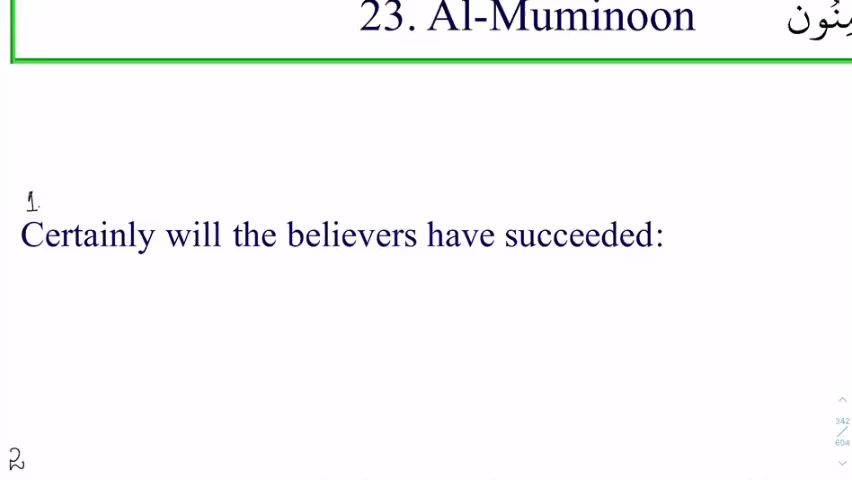 23. Al-Muminoon
1.
Certainly will the believers have succeeded:
342
/
604
2